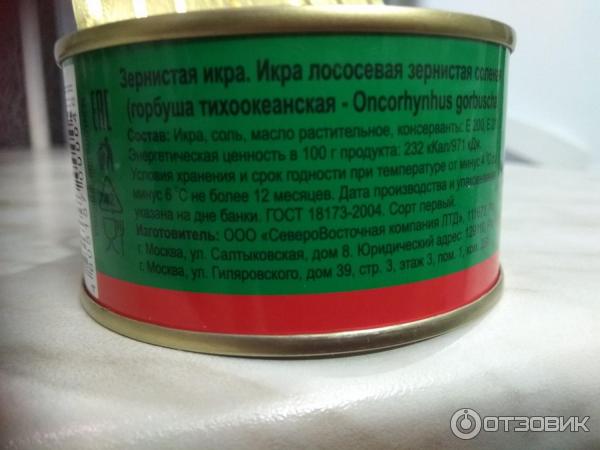 Зернистая икра. Икра лососевая зернистая соленая
(горбуша тихоокеанская - Oncorhynhus gorbuscha
Состав: Икра, соль, масло растительное, консерванты: Е 200, Е
Энергетическая ценность в 100 г продукта: 232 кКал/971 кДж.
Условия хранения и срок годности при температуре от минус 4 °С до
минус 6 °С не более 12 месяцев. Дата производства и упаковывания
указана на дне банки. ГОСТ 18173-2004. Сорт первый.
Изготовитель: ООО «СевероВосточная компания ЛТД»,
г. Москва, ул. Салтыковская, дом 8. Юридический адрес:
г. Москва, ул. Гиляровского, дом 39, стр. 3, этаж 3, пом. 1, ком.
EAC
ОТЗОВИК